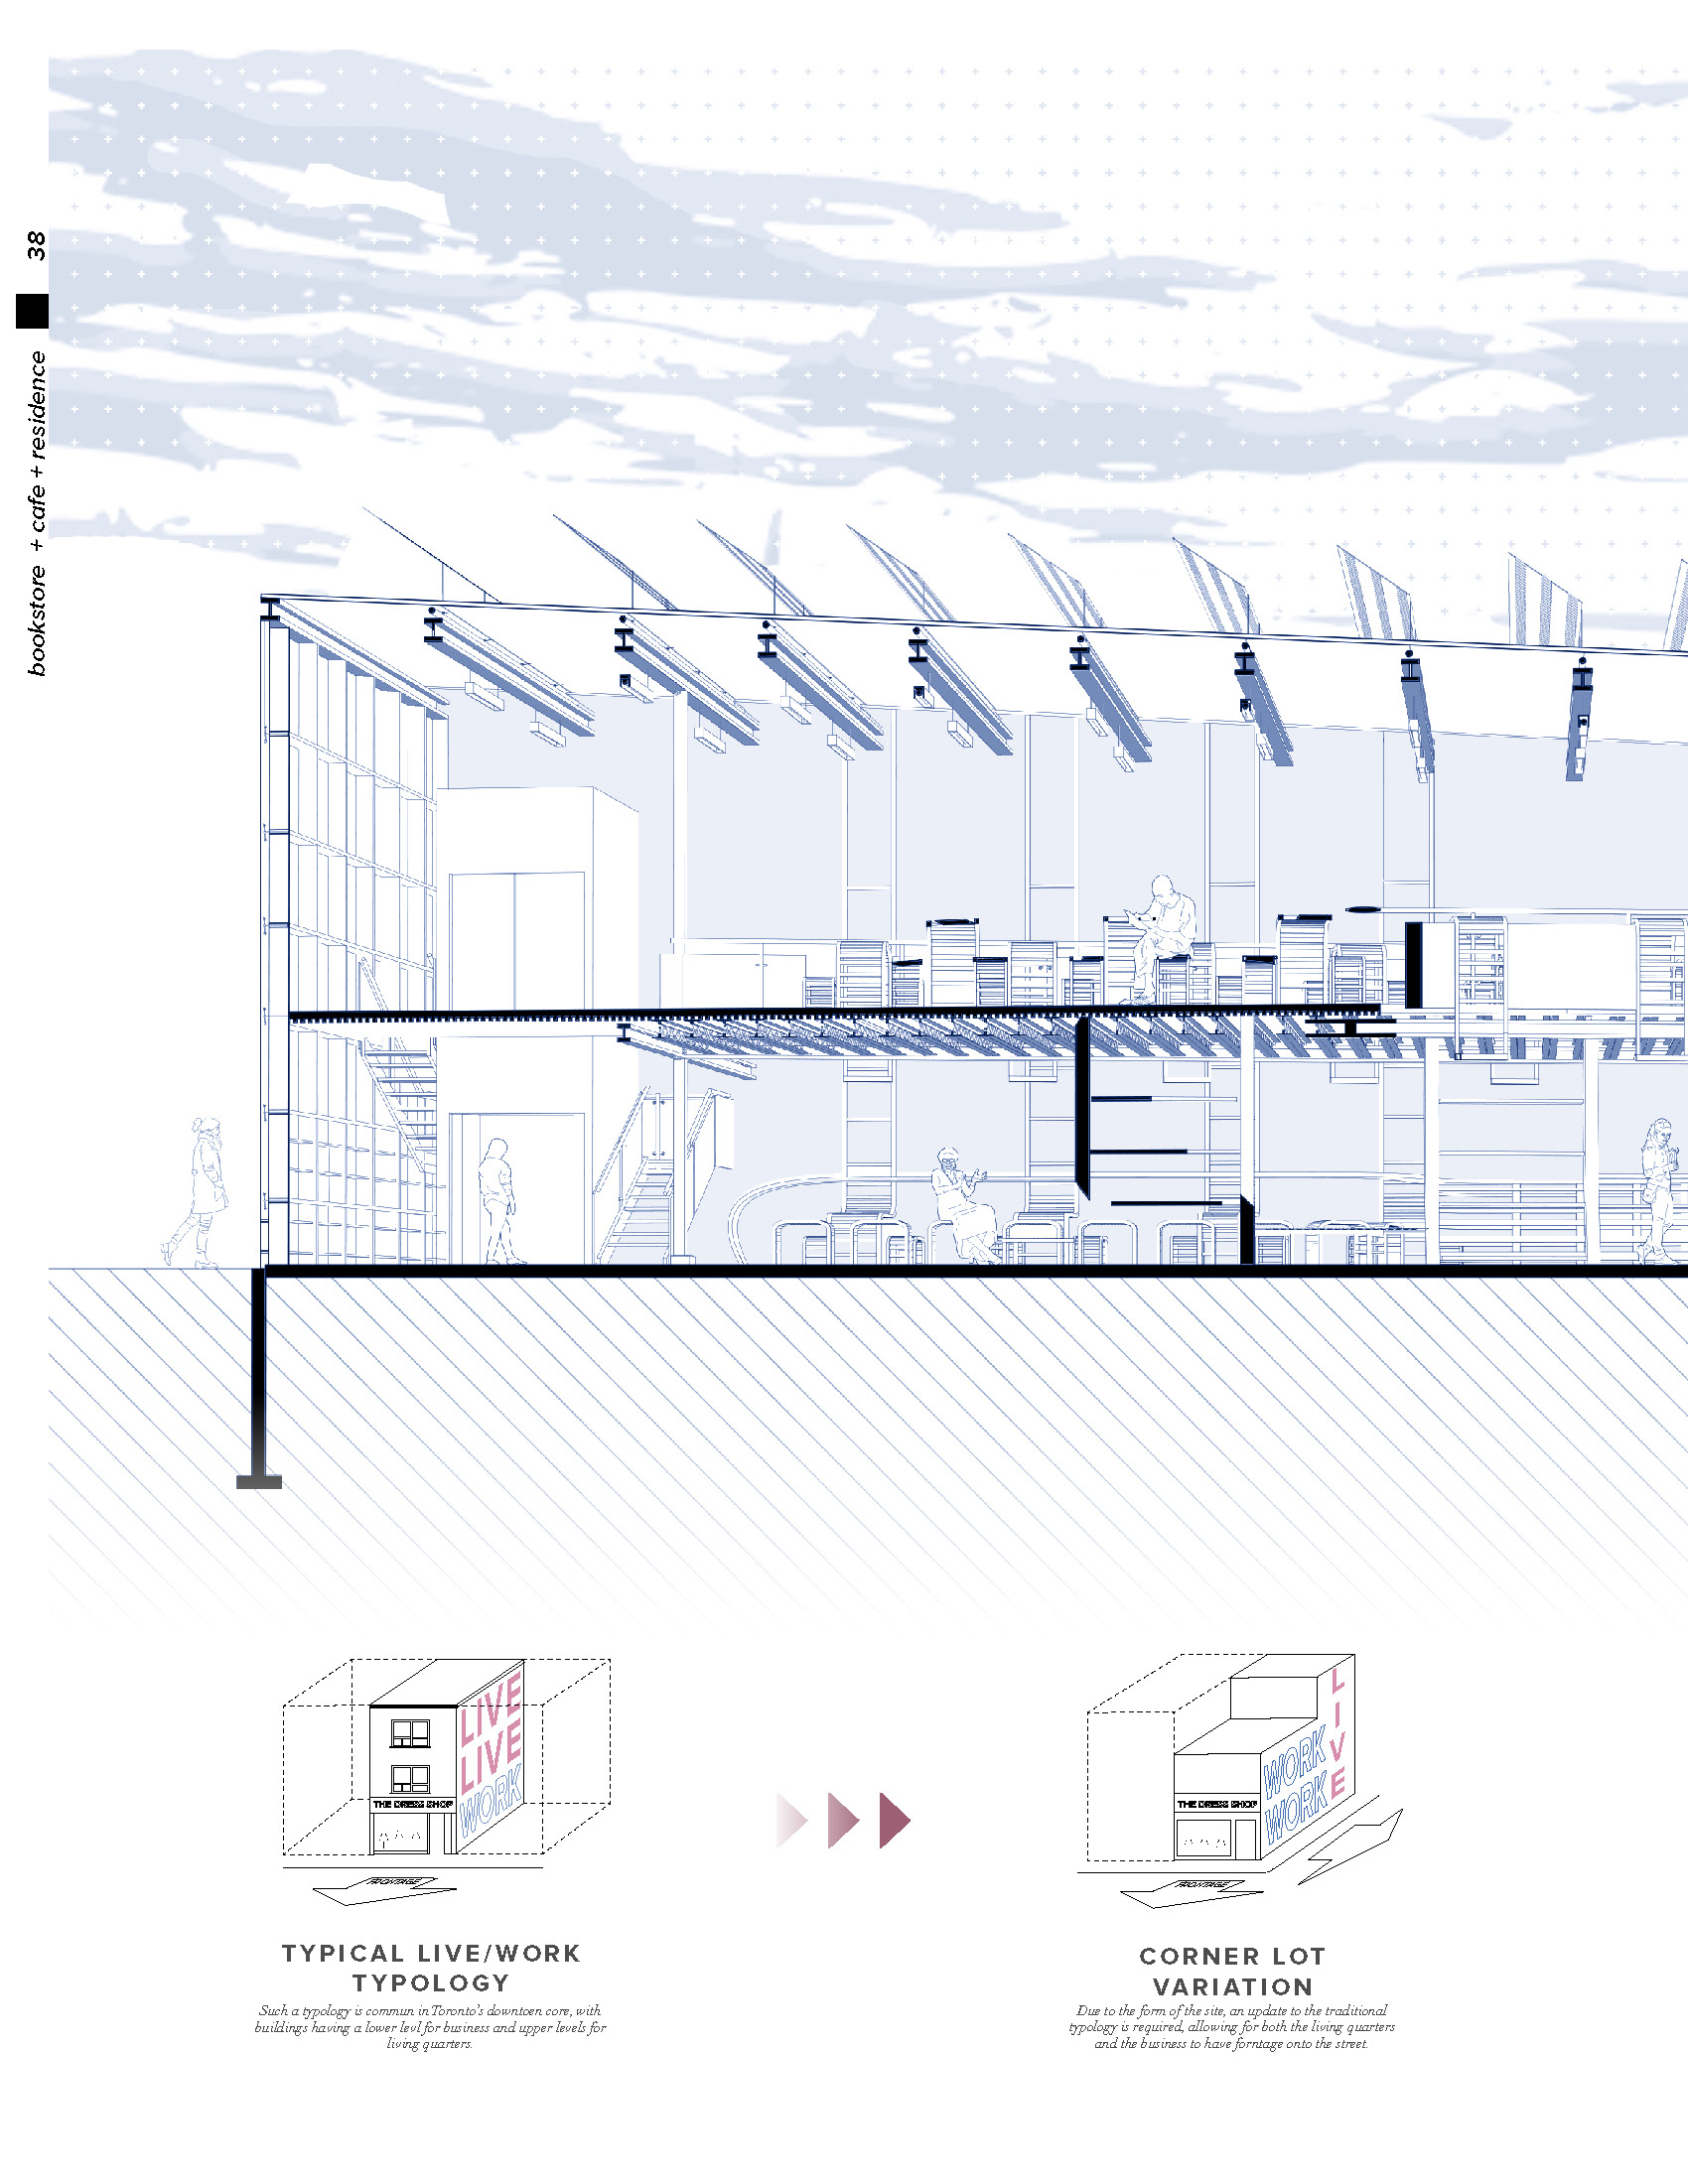 38
bookstore + cafe + residence
LIVE
LIVE
WORK
THE DRESS SHOP
FRONTAGE
LIVE
WORK
WORK
THE DRESS SHOP
FRONTAGE
TYPICAL LIVE/WORK
TYPOLOGY
Such a typology is commun in Toronto's downtoen core, with
buildings having a lower levl for business and upper levels for
living quarters.
CORNER LOT
VARIATION
Due to the form of the site, an update to the traditional
typology is required, allowing for both the living quarters
and the business to have forntage onto the street.